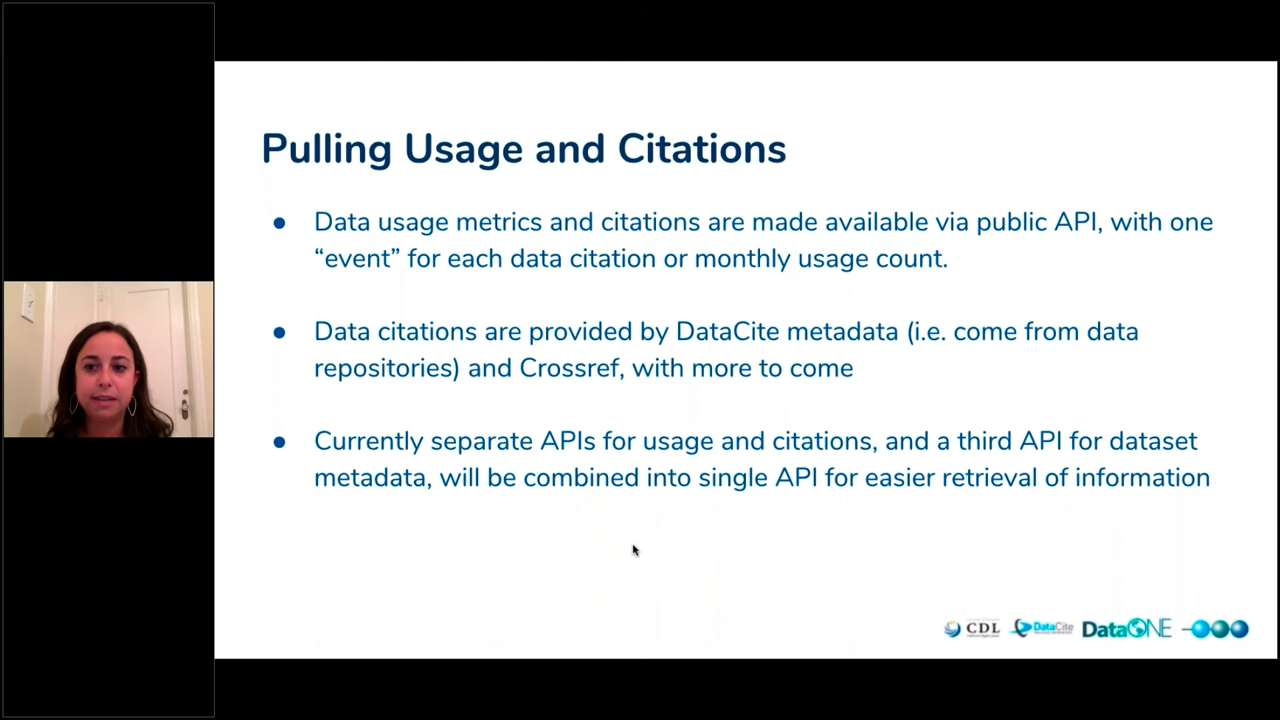 Pulling Usage and Citations
● Data usage metrics and citations are made available via public API, with one
“event” for each data citation or monthly usage count.
● Data citations are provided by DataCite metadata (i.e. come from data
repositories) and Crossref, with more to come
● Currently separate APIs for usage and citations, and a third API for dataset
metadata, will be combined into single API for easier retrieval of information
CDL DataCite DataONE